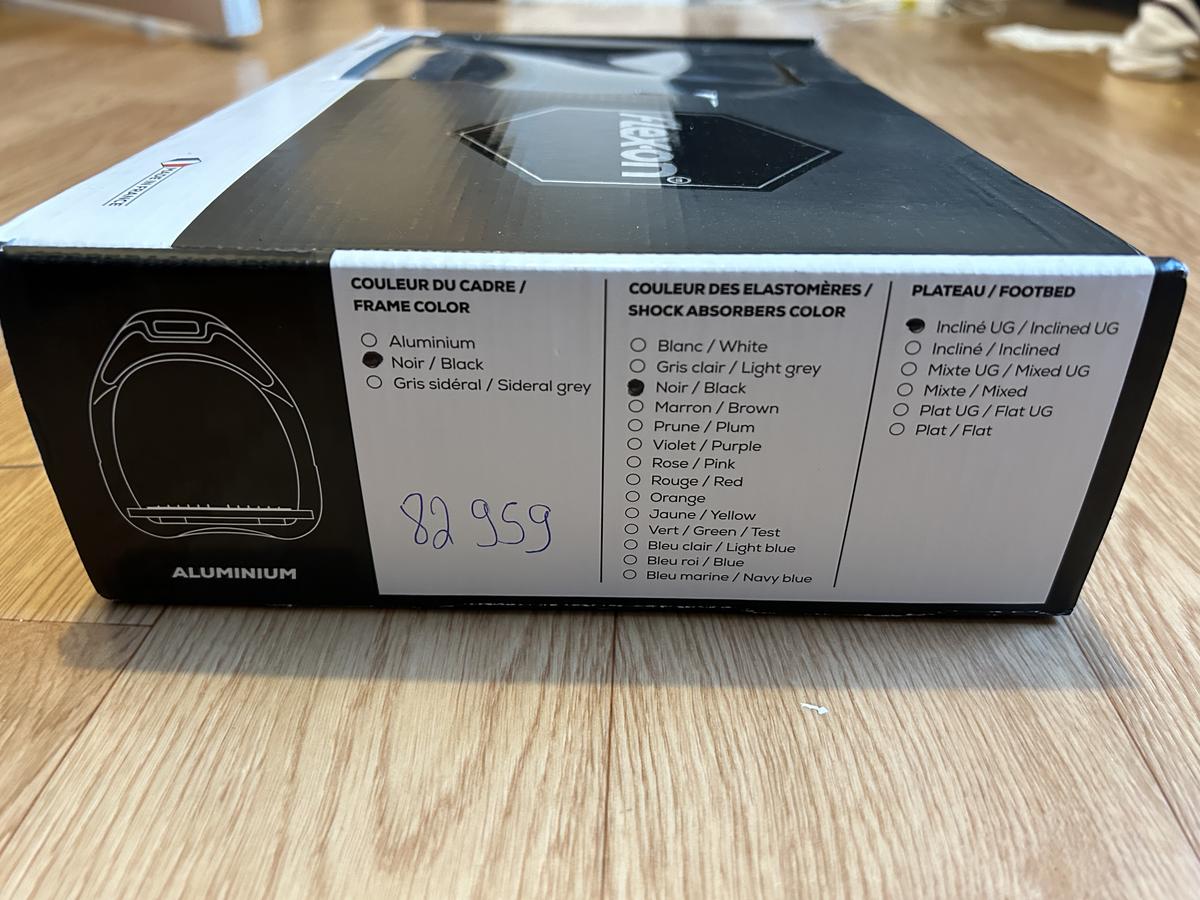 MADE IN FRANCE
Flex-on®
COULEUR DU CADRE /
FRAME COLOR
Aluminium
Noir / Black
Gris sidéral / Sideral grey
82 959
COULEUR DES ELASTOMÈRES /
SHOCK ABSORBERS COLOR
Blanc / White
Gris clair / Light grey
Noir / Black
Marron / Brown
Prune / Plum
Violet / Purple
Rose / Pink
Rouge / Red
Orange
Jaune / Yellow
Vert / Green / Test
Bleu clair / Light blue
Bleu roi / Blue
Bleu marine / Navy blue
PLATEAU / FOOTBED
Incliné UG / Inclined UG
Incliné / Inclined
Mixte UG / Mixed UG
Mixte / Mixed
Plat UG / Flat UG
Plat / Flat
ALUMINIUM